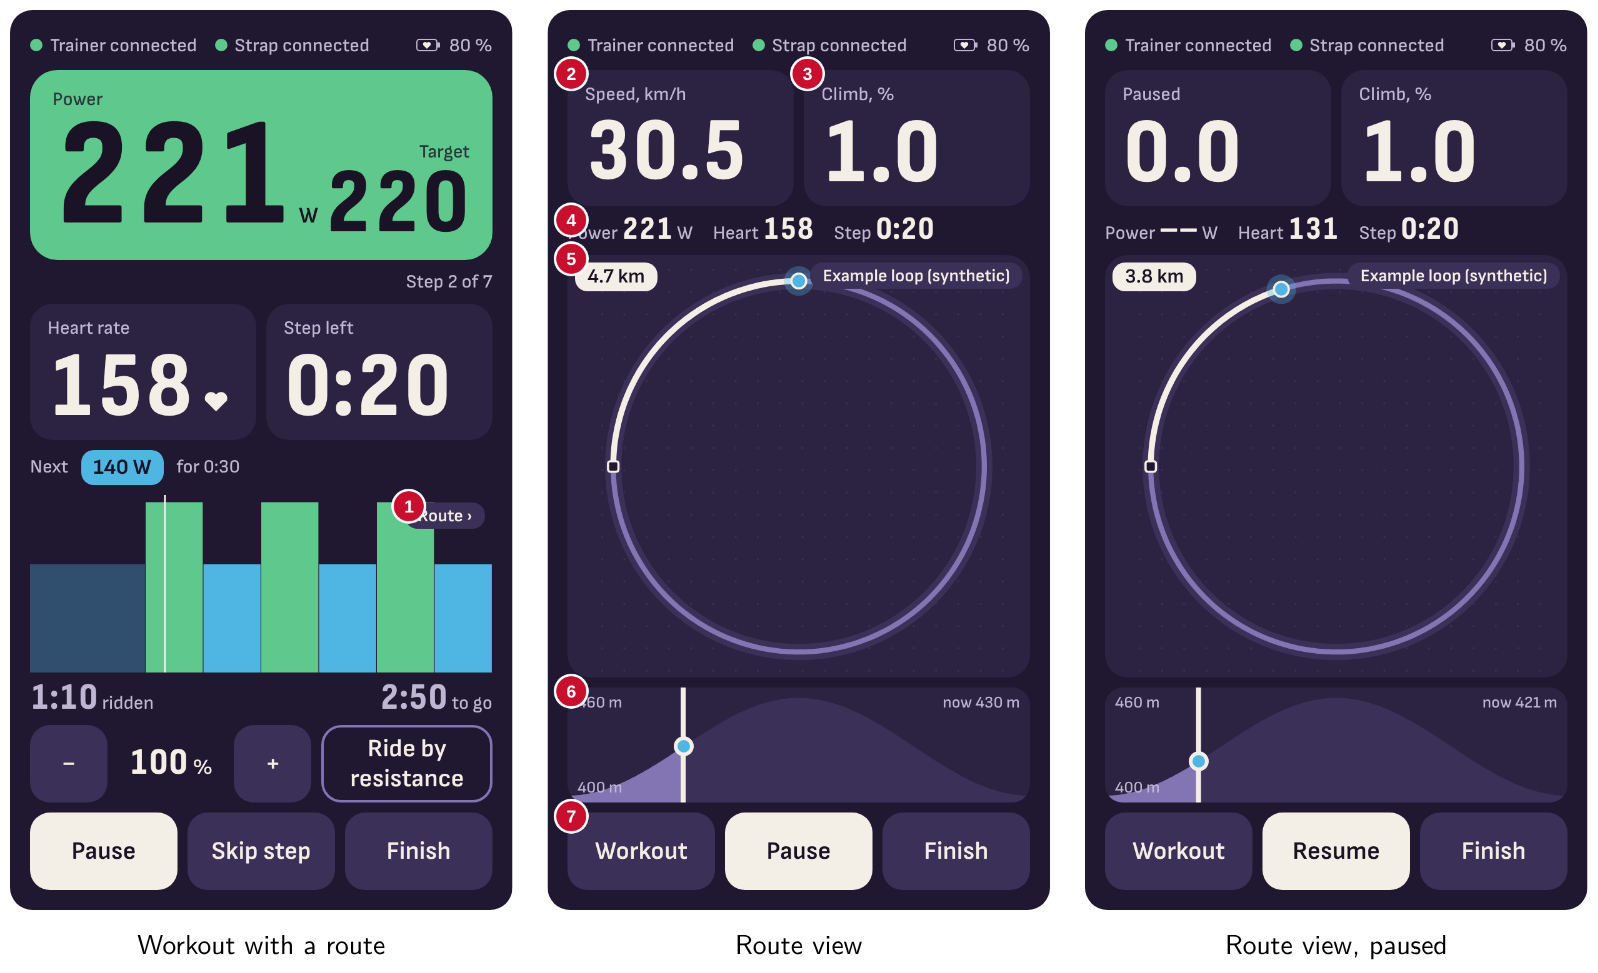 Trainer connected Strap connected 80 %
Power
221 W
Target
220
Step 2 of 7
Heart rate
158
Step left
0:20
Next 140 W for 0:30
1
Route ›
1:10 ridden
2:50 to go
− 100 % +
Ride by
resistance
Pause Skip step Finish
Workout with a route
Trainer connected Strap connected 80 %
2
Speed, km/h
30.5
3
Climb, %
1.0
4
Power 221 W Heart 158 Step 0:20
5
4.7 km Example loop (synthetic)
6
460 m now 430 m
400 m
7
Workout Pause Finish
Route view
Trainer connected Strap connected 80 %
Paused
0.0
Climb, %
1.0
Power -- W Heart 131 Step 0:20
3.8 km Example loop (synthetic)
460 m now 421 m
400 m
Workout Resume Finish
Route view, paused